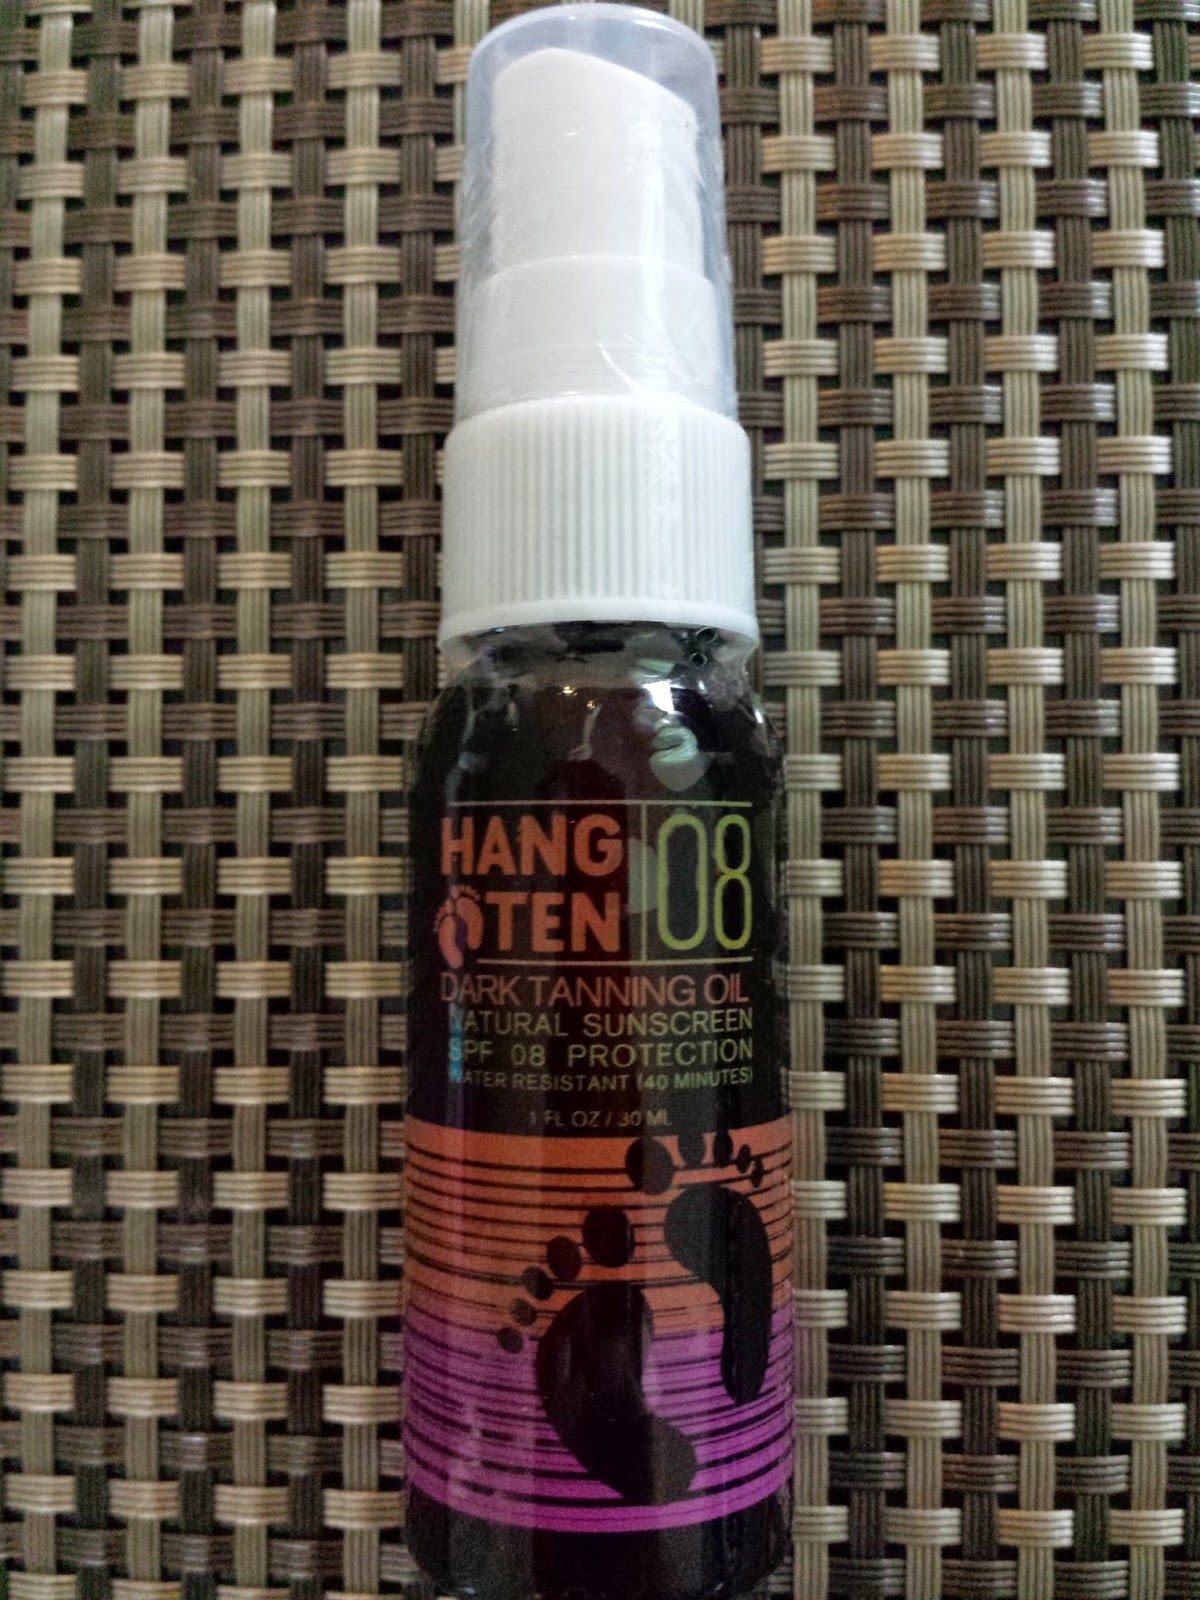 HANG 08
TEN
DARK TANNING OIL
NATURAL SUNSCREEN
SPF 08 PROTECTION
WATER RESISTANT (40 MINUTES)
1 FL OZ / 30 ML